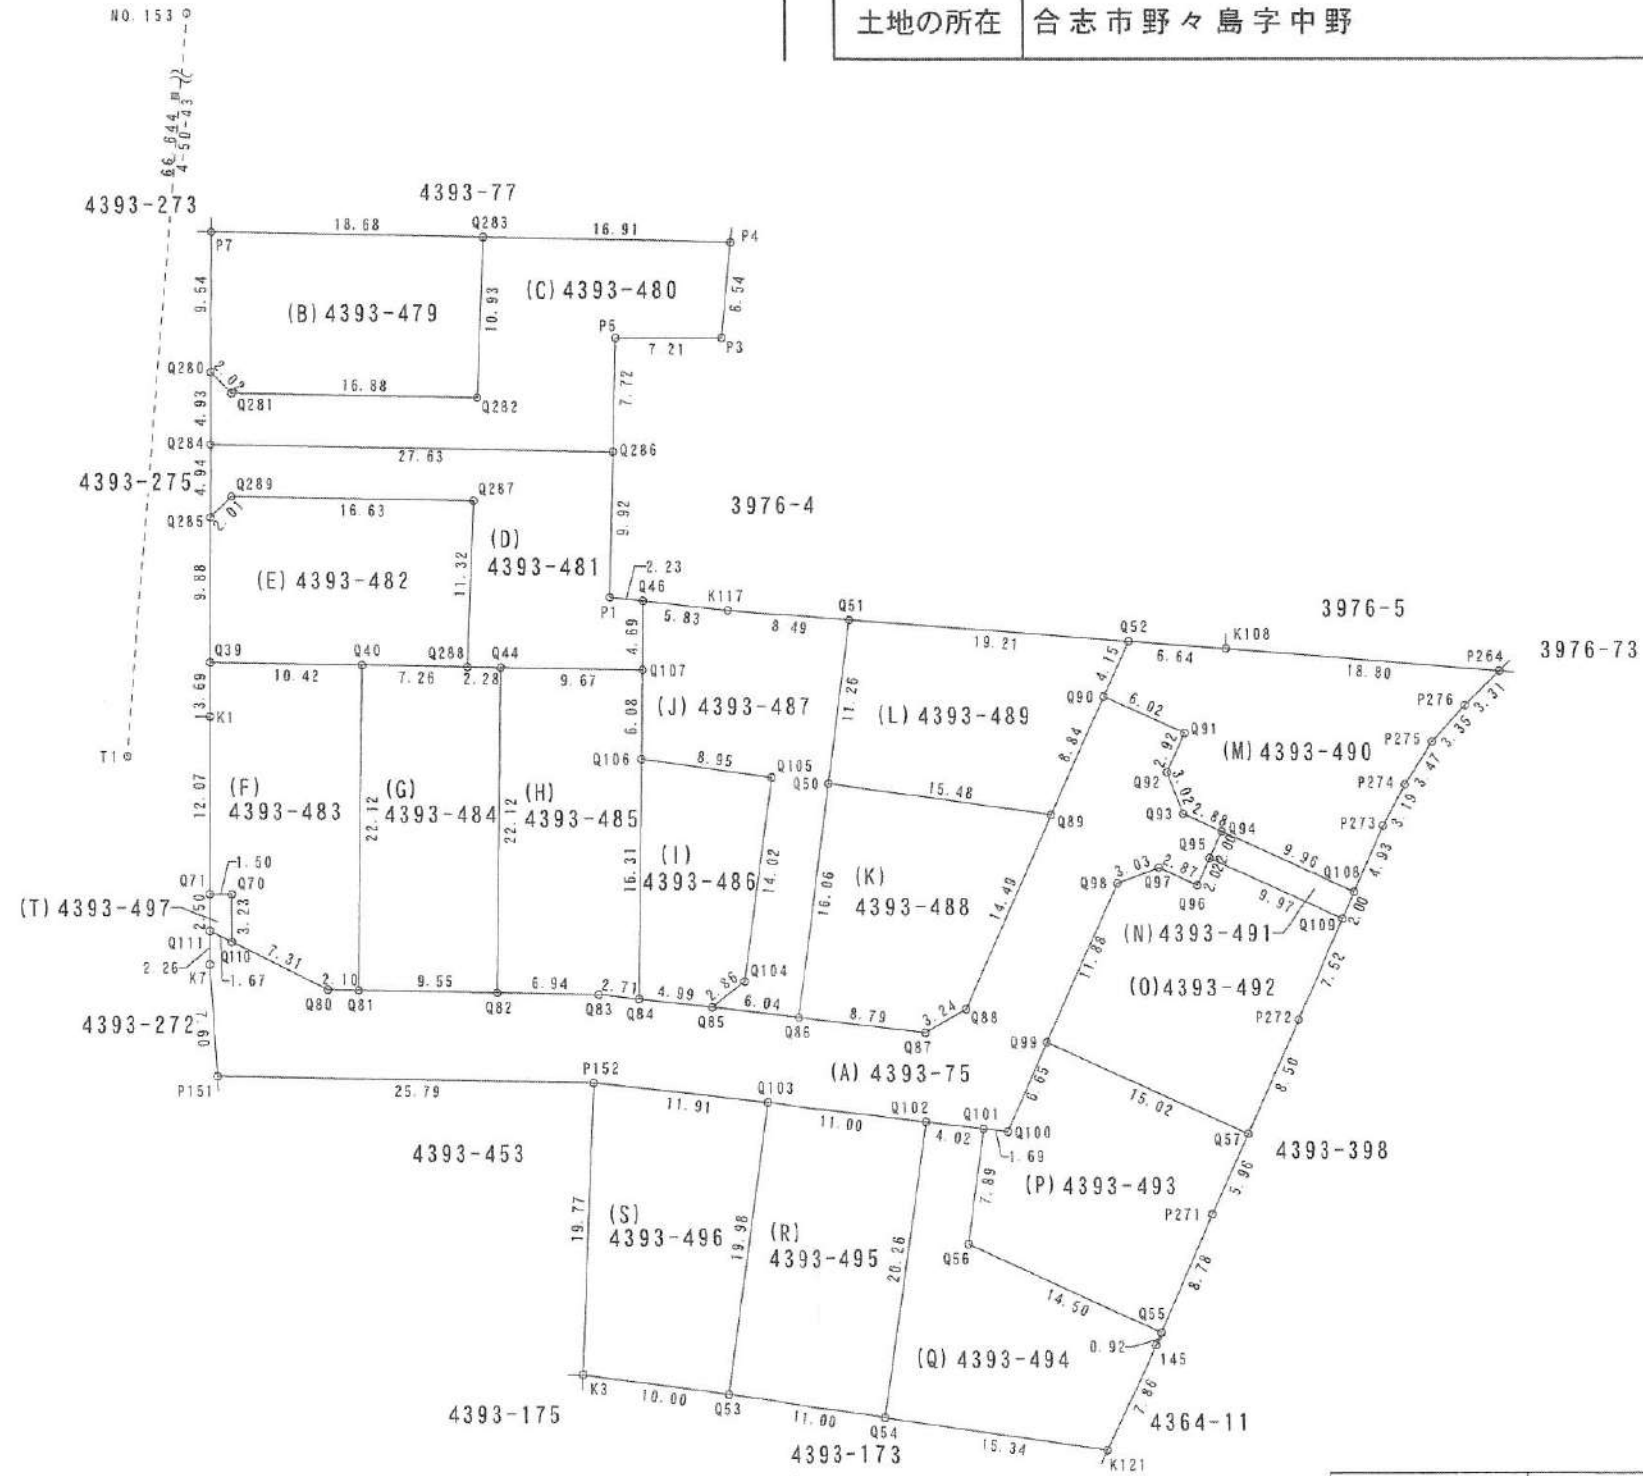 NO. 153
土地の所在 合志市野々島字中野
66.644 m
4-50-43
4393-77
4393-273
18.68
Q283
16.91
P4
P7
9.54
(B) 4393-479
10.93
(C) 4393-480
6.54
P5
7.21
P3
Q280
2.02
16.88
7.72
Q281
Q282
4.93
Q284
27.63
Q286
4393-275
4.94
Q289
Q287
16.63
3976-4
Q285
2.01
9.92
(D)
4393-481
(E) 4393-482
11.32
9.88
2.23
Q46
K117
P1
5.83
8.49
Q51
3976-5
Q52
K108
19.21
6.64
3976-73
P264
18.80
4.69
4.15
3.31
Q39
Q40
Q288
Q44
Q107
10.42
7.26
2.28
9.67
11.26
Q90
6.02
P276
3.35
13.69
K1
6.08
(J) 4393-487
(L) 4393-489
Q91
P275
(M) 4393-490
8.84
2.92
3.47
T1
Q106
8.95
Q105
Q50
Q92
P274
3.02
3.19
12.07
(F)
4393-483
(G)
4393-484
(H)
4393-485
22.12
22.12
15.48
Q89
Q93
2.88
Q94
P273
2.00
Q95
9.96
4.93
1.50
(I)
4393-486
16.31
14.02
Q108
Q71
Q70
(K)
4393-488
16.06
3.03
2.87
2.02
Q98
Q97
Q96
9.97
2.00
(T) 4393-497
2.50
3.23
14.49
(N) 4393-491
Q109
Q111
Q110
7.31
11.88
7.52
2.26
K7
1.67
Q104
(O) 4393-492
2.10
9.55
6.94
2.71
4.99
2.86
6.04
Q80
Q81
Q82
Q83
Q84
Q85
Q86
8.79
3.24
Q88
P272
4393-272
7.60
Q87
Q99
(A) 4393-75
8.50
P151
P152
Q103
6.65
15.02
25.79
11.91
11.00
Q102
Q101
4.02
Q100
Q57
1.69
4393-398
4393-453
7.89
(P) 4393-493
5.96
P271
19.77
(S)
4393-496
19.98
(R)
4393-495
20.26
Q56
8.78
14.50
Q55
0.92
145
(Q) 4393-494
K3
10.00
7.86
4393-175
Q53
11.00
Q54
4364-11
4393-173
15.34
K121